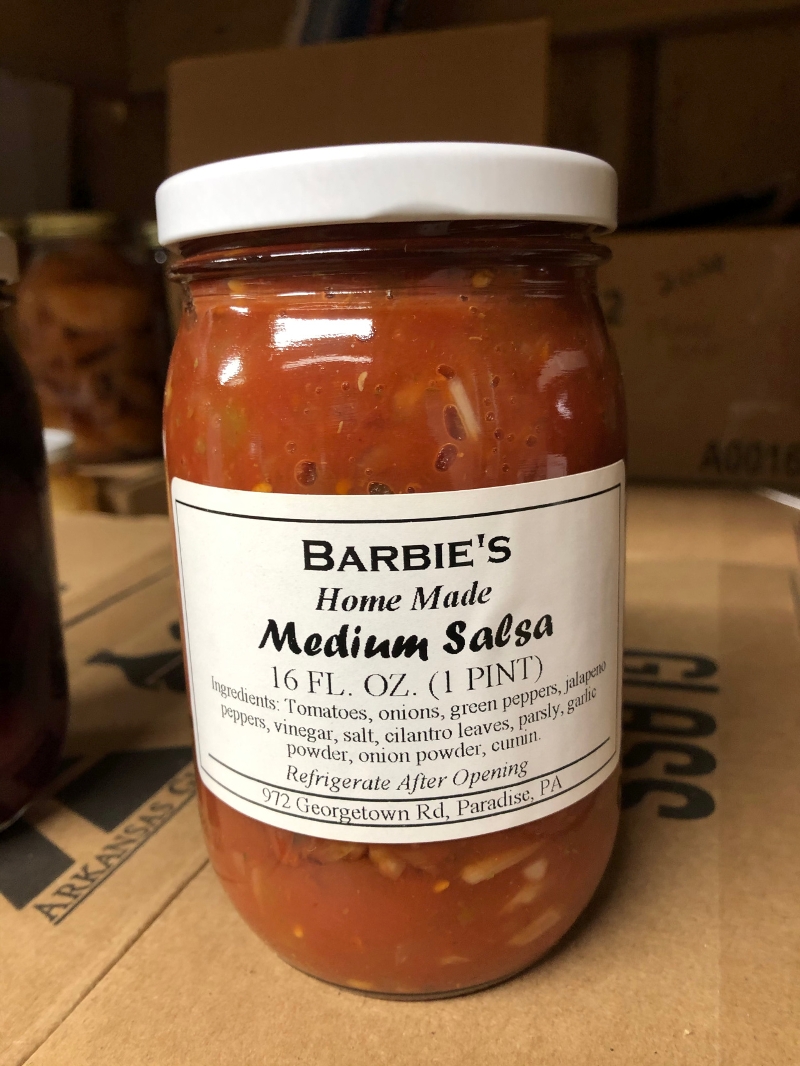 BARBIE'S
Home Made
Medium Salsa
16 FL. OZ. (1 PINT)
Ingredients: Tomatoes, onions, green peppers, jalapeno
peppers, vinegar, salt, cilantro leaves, parsly, garlic
powder, onion powder, cumin.
Refrigerate After Opening
972 Georgetown Rd, Paradise, PA
ARKANSAS
GLASS
A0016